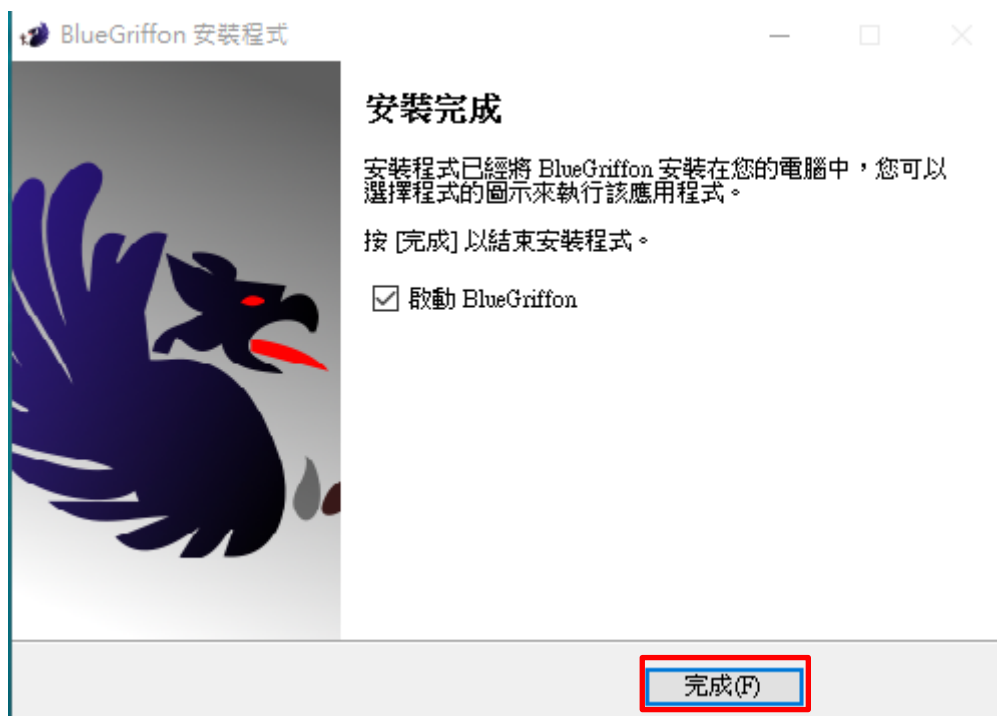 BlueGriffon 安裝程式
安裝完成
安裝程式已經將 BlueGriffon 安裝在您的電腦中，您可以
選擇程式的圖示來執行該應用程式。
按 [完成] 以結束安裝程式。
啟動 BlueGriffon
完成(F)